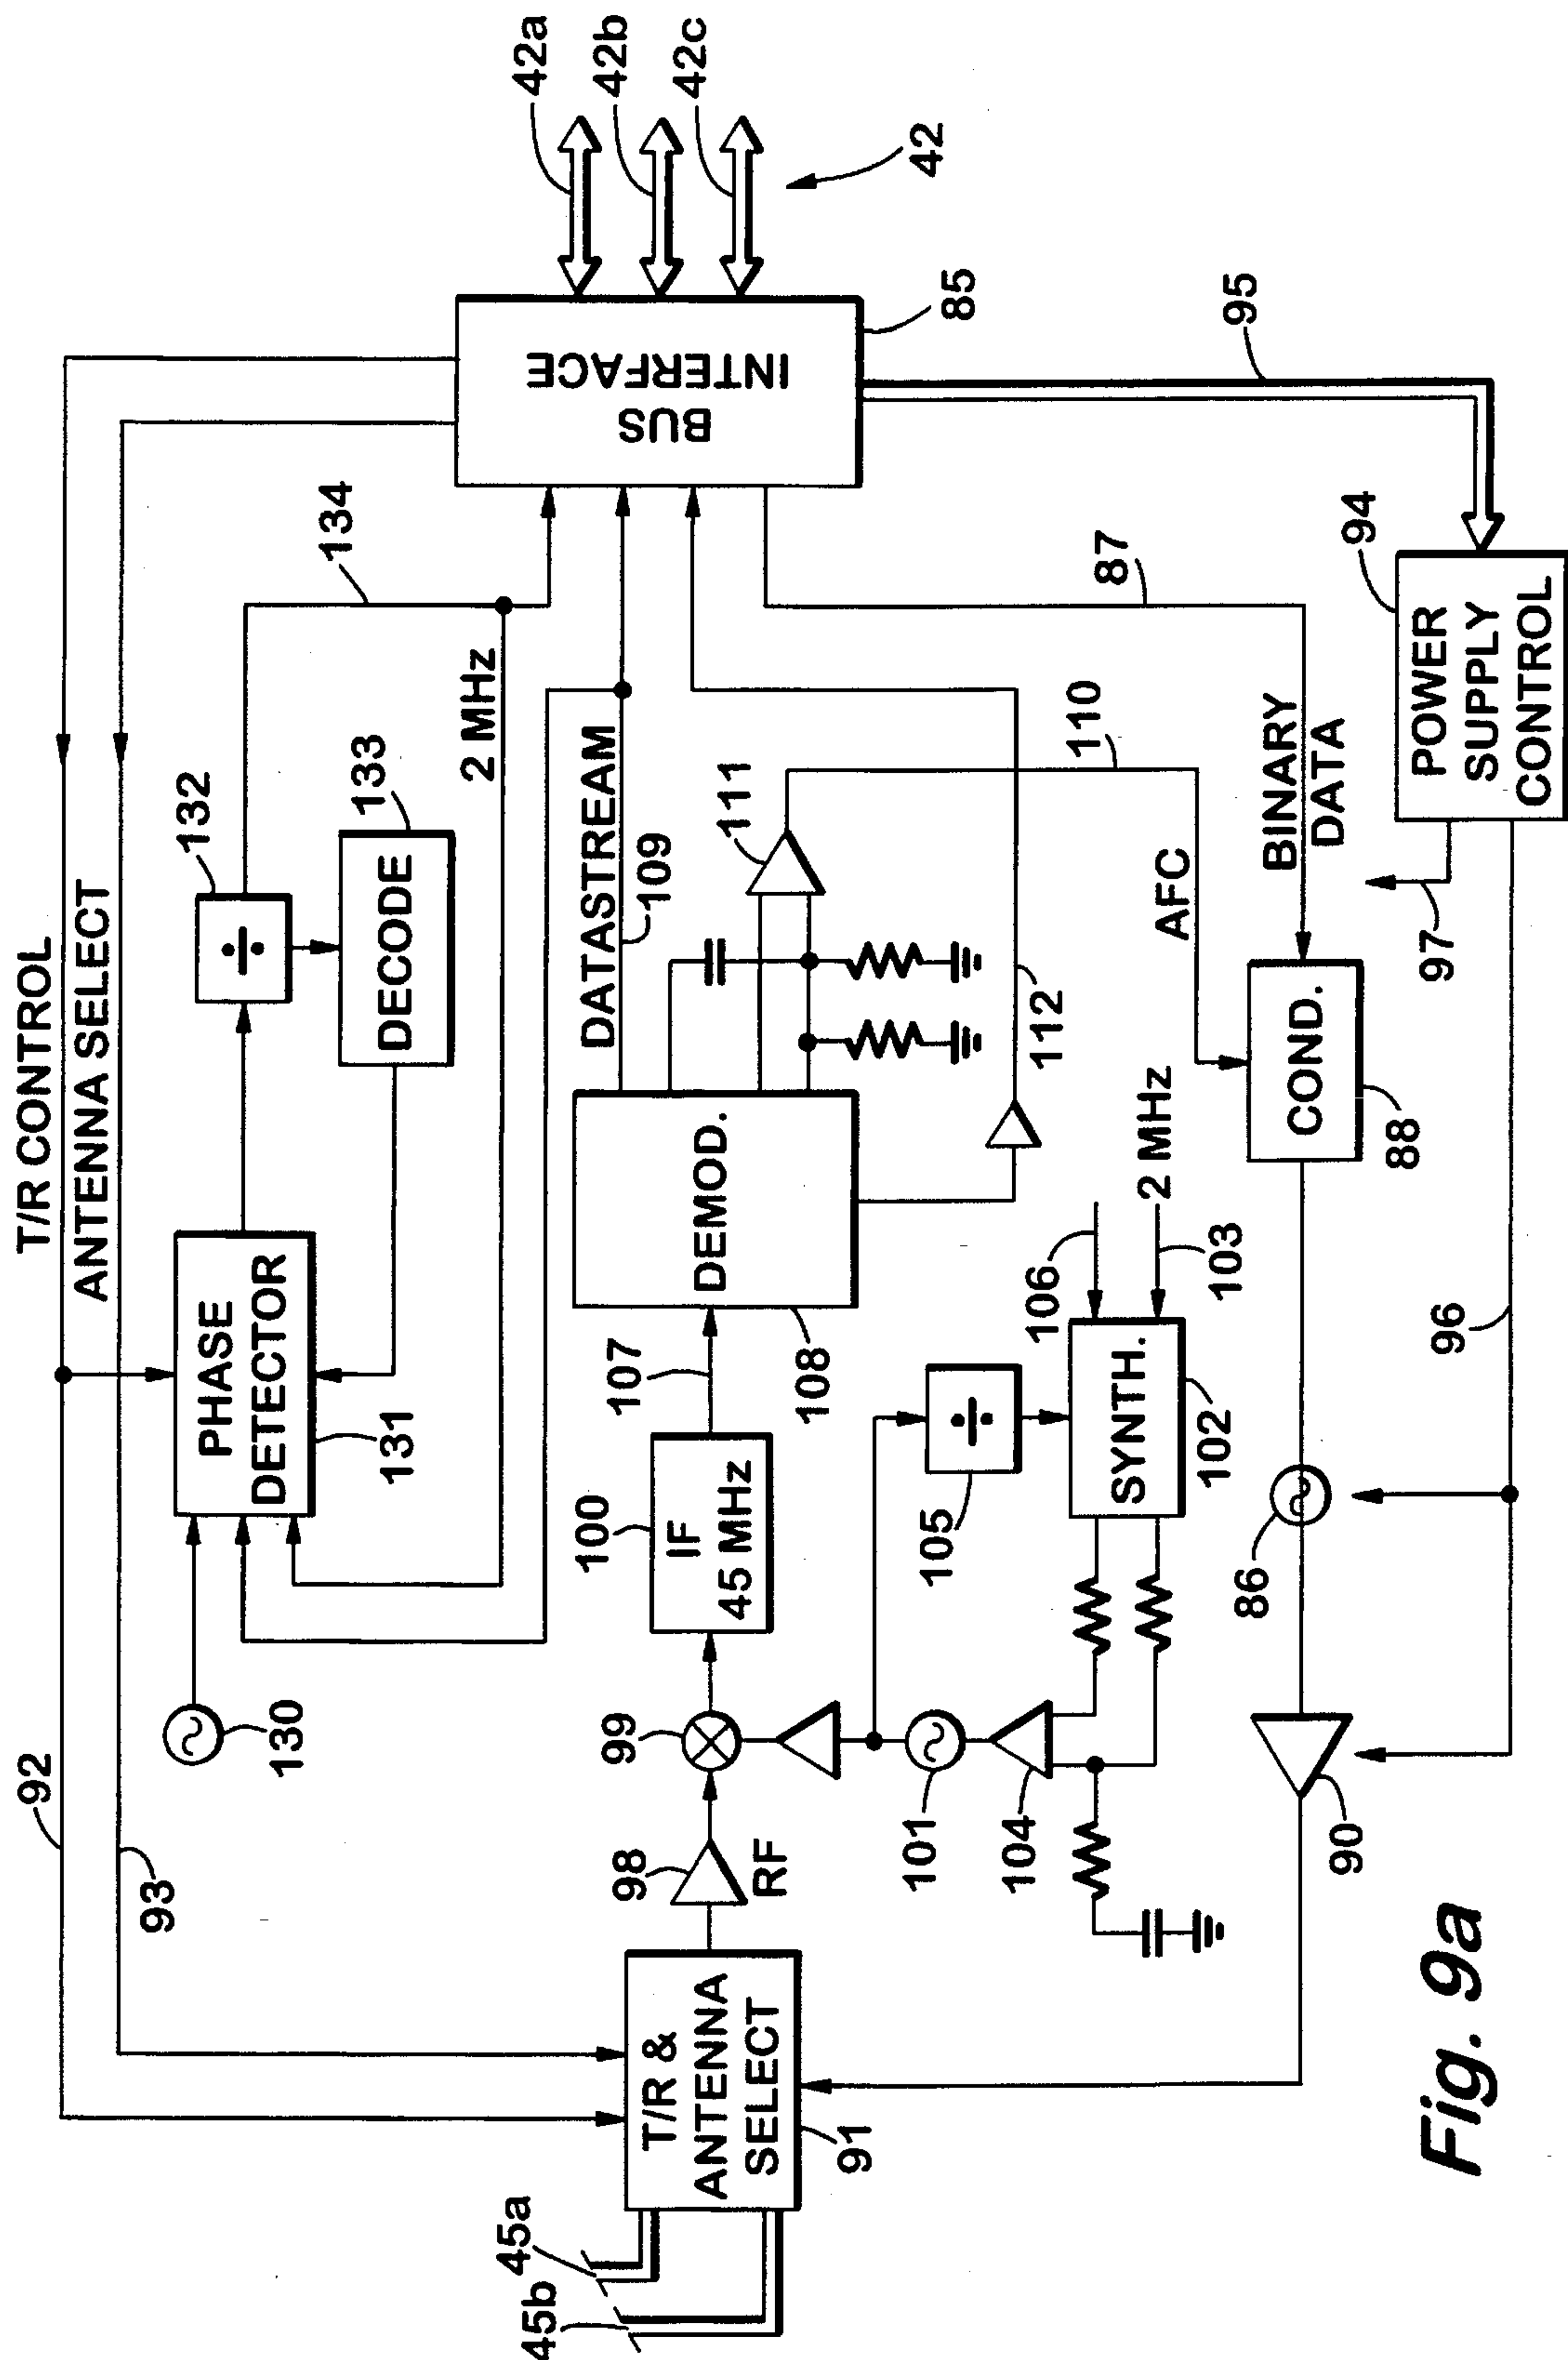 T/R CONTROL
ANTENNA SELECT
92
93
130
PHASE
DETECTOR
131
132
÷
DECODE
133
134
2 MHz
BUS
INTERFACE
85
42a
42b
42c
42
45a
45b
T/R &
ANTENNA
SELECT
91
98
RF
99
100
IF
45 MHz
107
DEMOD.
108
DATASTREAM
109
111
110
112
101
104
105
÷
SYNTH.
102
106
103
2 MHz
AFC
BINARY
DATA
87
COND.
88
86
90
96
97
94
POWER
SUPPLY
CONTROL
95
Fig. 9a